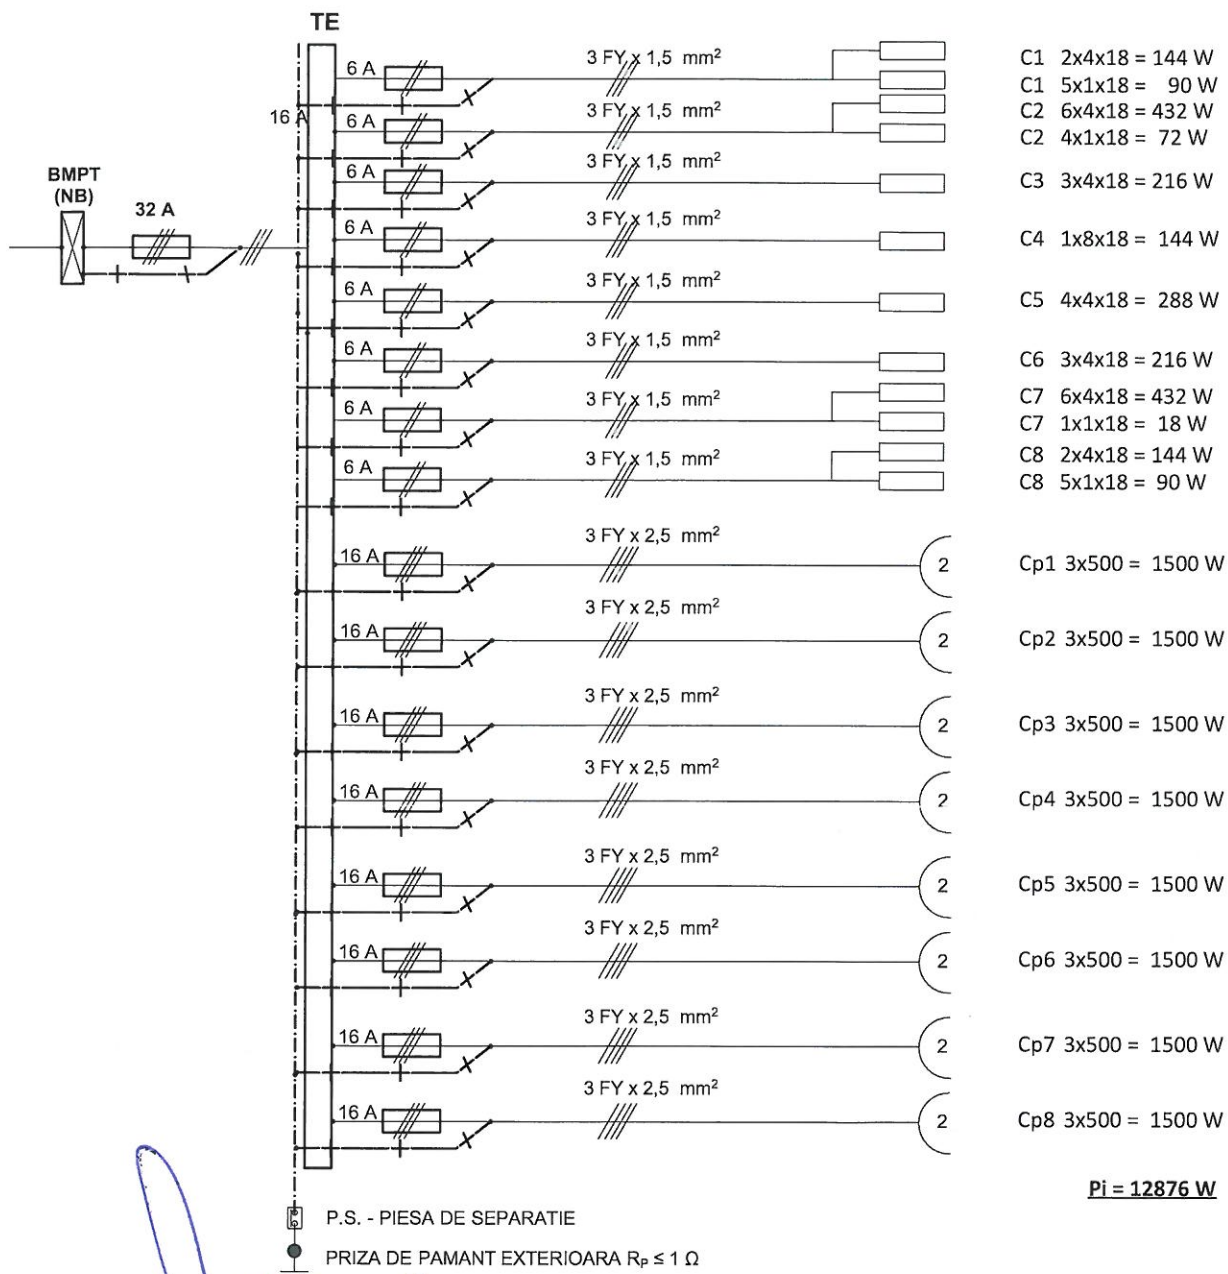 TE
6 A 3 FY x 1,5 mm² C1 2x4x18 = 144 W
C1 5x1x18 = 90 W
16 A 6 A 3 FY x 1,5 mm² C2 6x4x18 = 432 W
C2 4x1x18 = 72 W
6 A 3 FY x 1,5 mm² C3 3x4x18 = 216 W
BMPT
(NB)
32 A
6 A 3 FY x 1,5 mm² C4 1x8x18 = 144 W
6 A 3 FY x 1,5 mm² C5 4x4x18 = 288 W
6 A 3 FY x 1,5 mm² C6 3x4x18 = 216 W
6 A 3 FY x 1,5 mm² C7 6x4x18 = 432 W
C7 1x1x18 = 18 W
6 A 3 FY x 1,5 mm² C8 2x4x18 = 144 W
C8 5x1x18 = 90 W
16 A 3 FY x 2,5 mm² 2 Cp1 3x500 = 1500 W
16 A 3 FY x 2,5 mm² 2 Cp2 3x500 = 1500 W
16 A 3 FY x 2,5 mm² 2 Cp3 3x500 = 1500 W
16 A 3 FY x 2,5 mm² 2 Cp4 3x500 = 1500 W
16 A 3 FY x 2,5 mm² 2 Cp5 3x500 = 1500 W
16 A 3 FY x 2,5 mm² 2 Cp6 3x500 = 1500 W
16 A 3 FY x 2,5 mm² 2 Cp7 3x500 = 1500 W
16 A 3 FY x 2,5 mm² 2 Cp8 3x500 = 1500 W
Pi = 12876 W
P.S. - PIESA DE SEPARATIE
PRIZA DE PAMANT EXTERIOARA RP ≤ 1 Ω